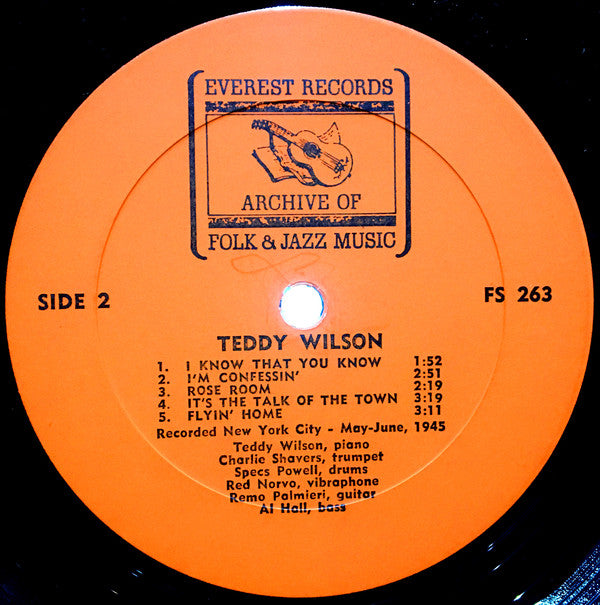 EVEREST RECORDS
ARCHIVE OF
FOLK & JAZZ MUSIC
SIDE 2
FS 263
TEDDY WILSON
1. I KNOW THAT YOU KNOW 1:52
2. I'M CONFESSIN' 2:51
3. ROSE ROOM 2:19
4. IT'S THE TALK OF THE TOWN 3:19
5. FLYIN' HOME 3:11
Recorded New York City - May-June, 1945
Teddy Wilson, piano
Charlie Shavers, trumpet
Specs Powell, drums
Red Norvo, vibraphone
Remo Palmieri, guitar
Al Hall, bass